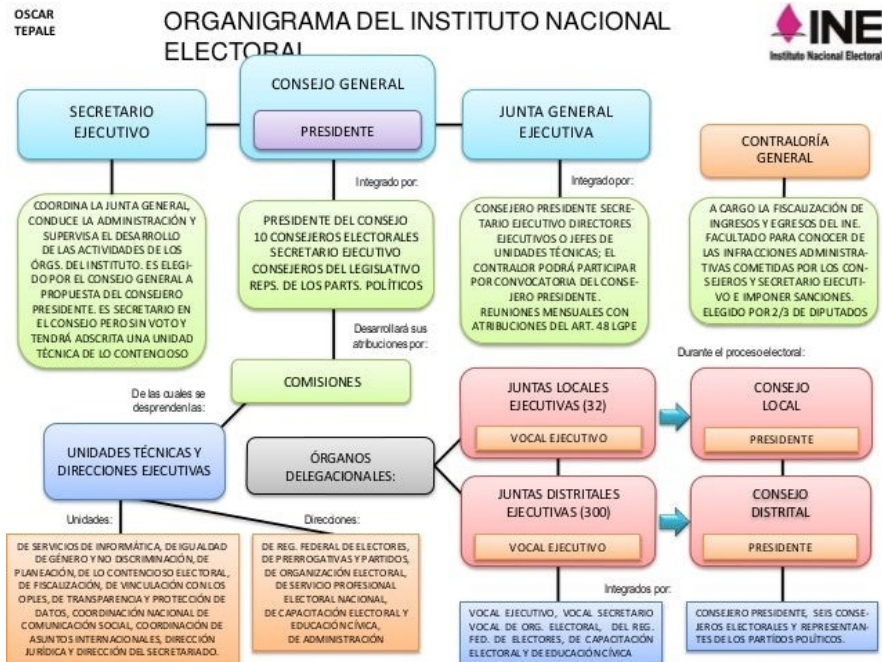 OSCAR
TEPALE
ORGANIGRAMA DEL INSTITUTO NACIONAL
ELECTORAL
INE
Instituto Nacional Electoral
SECRETARIO
EJECUTIVO
CONSEJO GENERAL
PRESIDENTE
JUNTA GENERAL
EJECUTIVA
CONTRALORÍA
GENERAL
Integrado por:
Integrado por:
COORDINA LA JUNTA GENERAL,
CONDUCE LA ADMINISTRACIÓN Y
SUPERVISA EL DESARROLLO
DE LAS ACTIVIDADES DE LOS
ÓRGS. DEL INSTITUTO. ES ELEGI-
DO POR EL CONSEJO GENERAL A
PROPUESTA DEL CONSEJERO
PRESIDENTE. ES SECRETARIO EN
EL CONSEJO PERO SIN VOTO Y
TENDRÁ ADSCRITA UNA UNIDAD
TÉCNICA DE LO CONTENCIOSO
PRESIDENTE DEL CONSEJO
10 CONSEJEROS ELECTORALES
SECRETARIO EJECUTIVO
CONSEJEROS DEL LEGISLATIVO
REPS. DE LOS PARTS. POLÍTICOS
CONSEJERO PRESIDENTE SECRE-
TARIO EJECUTIVO DIRECTORES
EJECUTIVOS O JEFES DE
UNIDADES TÉCNICAS; EL
CONTRALOR PODRÁ PARTICIPAR
POR CONVOCATORIA DEL CONSE-
JERO PRESIDENTE.
REUNIONES MENSUALES CON
ATRIBUCIONES DEL ART. 48 LGPE
A CARGO LA FISCALIZACIÓN DE
INGRESOS Y EGRESOS DEL INE.
FACULTADO PARA CONOCER DE
LAS INFRACCIONES ADMINISTRA-
TIVAS COMETIDAS POR LOS CON-
SEJEROS Y SECRETARIO EJECUTI-
VO E IMPONER SANCIONES.
ELEGIDO POR 2/3 DE DIPUTADOS
Desarrollará sus
atribuciones por:
COMISIONES
De las cuales se
desprenden las:
UNIDADES TÉCNICAS Y
DIRECCIONES EJECUTIVAS
ÓRGANOS
DELEGACIONALES:
Durante el proceso electoral:
JUNTAS LOCALES
EJECUTIVAS (32)
VOCAL EJECUTIVO
CONSEJO
LOCAL
PRESIDENTE
JUNTAS DISTRITALES
EJECUTIVAS (300)
VOCAL EJECUTIVO
CONSEJO
DISTRITAL
PRESIDENTE
Unidades:
Direcciones:
Integrados por:
DE SERVICIOS DE INFORMÁTICA, DE IGUALDAD
DE GÉNERO Y NO DISCRIMINACIÓN, DE
PLANEACIÓN, DE LO CONTENCIOSO ELECTORAL,
DE FISCALIZACIÓN, DE VINCULACIÓN CON LOS
OPLES, DE TRANSPARENCIA Y PROTECCIÓN DE
DATOS, COORDINACIÓN NACIONAL DE
COMUNICACIÓN SOCIAL, COORDINACIÓN DE
ASUNTOS INTERNACIONALES, DIRECCIÓN
JURÍDICA Y DIRECCIÓN DEL SECRETARIADO.
DE REG. FEDERAL DE ELECTORES,
DE PRERROGATIVAS Y PARTIDOS,
DE ORGANIZACIÓN ELECTORAL,
DE SERVICIO PROFESIONAL
ELECTORAL NACIONAL,
DE CAPACITACIÓN ELECTORAL Y
EDUCACIÓN CÍVICA,
DE ADMINISTRACIÓN
VOCAL EJECUTIVO, VOCAL SECRETARIO
VOCAL DE ORG. ELECTORAL, DEL REG.
FED. DE ELECTORES, DE CAPACITACIÓN
ELECTORAL Y DE EDUCACIÓN CÍVICA
CONSEJERO PRESIDENTE, SEIS CONSE-
JEROS ELECTORALES Y REPRESENTAN-
TES DE LOS PARTIDOS POLÍTICOS.